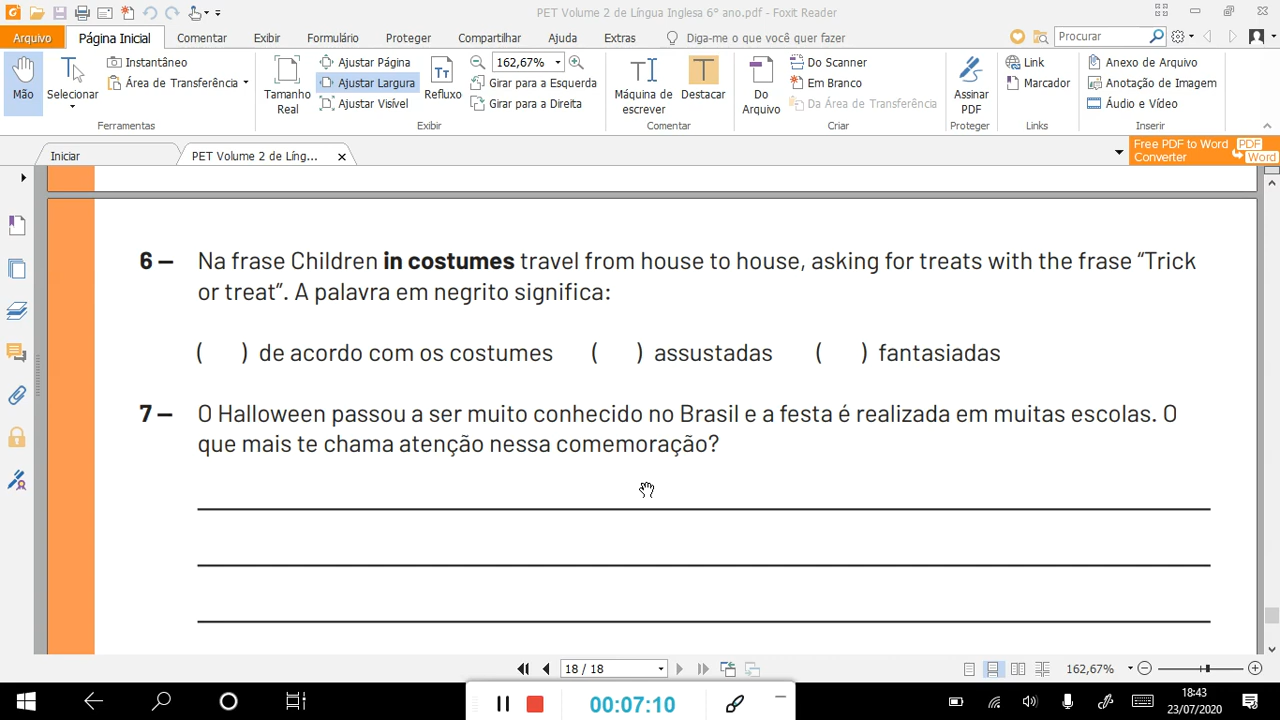 PET Volume 2 de Língua Inglesa 6° ano.pdf - Foxit Reader
Arquivo Página Inicial Comentar Exibir Formulário Proteger Compartilhar Ajuda Extras Diga-me o que você quer fazer Procurar
Mão
Selecionar
Instantâneo
Área de Transferência
Ferramentas
Tamanho Real
Ajustar Página
Ajustar Largura
Ajustar Visível
Refluxo
162,67%
Girar para a Esquerda
Girar para a Direita
Exibir
Máquina de escrever
Destacar
Comentar
Do Arquivo
Do Scanner
Em Branco
Da Área de Transferência
Criar
Assinar PDF
Proteger
Link
Marcador
Links
Anexo de Arquivo
Anotação de Imagem
Áudio e Vídeo
Inserir
Iniciar PET Volume 2 de Líng...
Free PDF to Word Converter
PDF
Word
6 — Na frase Children in costumes travel from house to house, asking for treats with the frase “Trick
or treat”. A palavra em negrito significa:
( ) de acordo com os costumes ( ) assustadas ( ) fantasiadas
7 — O Halloween passou a ser muito conhecido no Brasil e a festa é realizada em muitas escolas. O
que mais te chama atenção nessa comemoração?
18 / 18 162,67%
00:07:10
18:43
23/07/2020